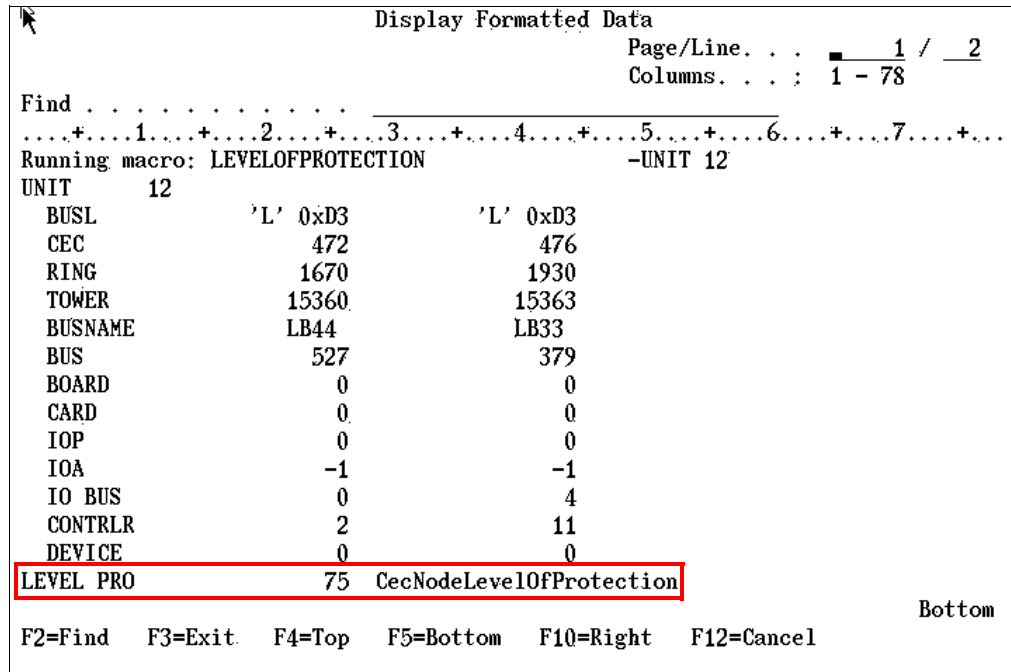 Display Formatted Data
Page/Line. . . 1 / 2
Columns. . . : 1 - 78
Find . . . . . . . . . . .
....+....1....+....2....+....3....+....4....+....5....+....6....+....7....+...
Running macro: LEVELOFPROTECTION -UNIT 12
UNIT 12
BUSL 'L' 0xD3 'L' 0xD3
CEC 472 476
RING 1670 1930
TOWER 15360 15363
BUSNAME LB44 LB33
BUS 527 379
BOARD 0 0
CARD 0 0
IOP 0 0
IOA -1 -1
IO BUS 0 4
CONTRLR 2 11
DEVICE 0 0
LEVEL PRO 75 CecNodeLevelOfProtection
Bottom
F2=Find F3=Exit F4=Top F5=Bottom F10=Right F12=Cancel